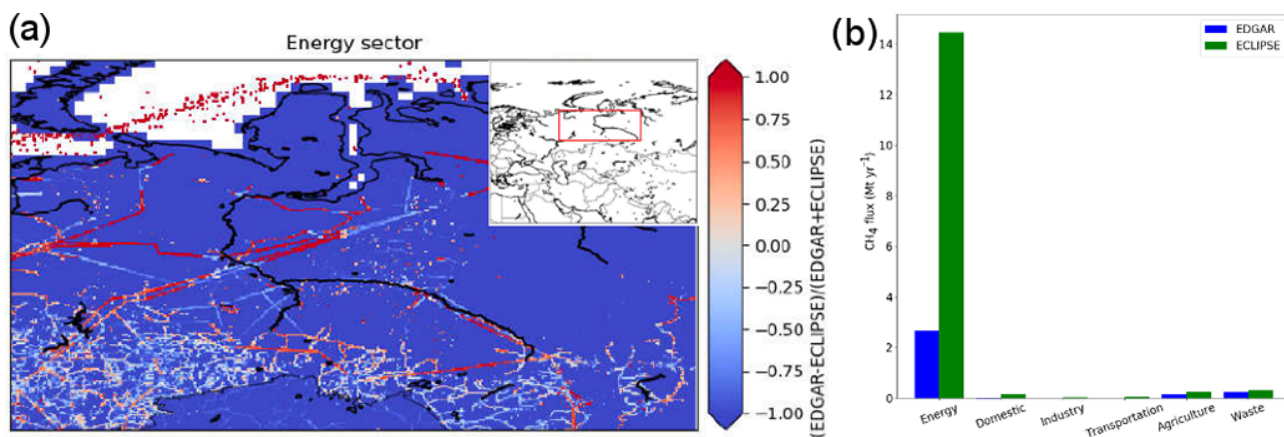 (a)
Energy sector
1.00
0.75
0.50
0.25
0.00
−0.25
−0.50
−0.75
−1.00
(EDGAR-ECLIPSE)/(EDGAR+ECLIPSE)
(b)
EDGAR
ECLIPSE
14
12
10
8
6
4
2
0
CH₄ flux (Mt yr⁻¹)
Energy
Domestic
Industry
Transportation
Agriculture
Waste